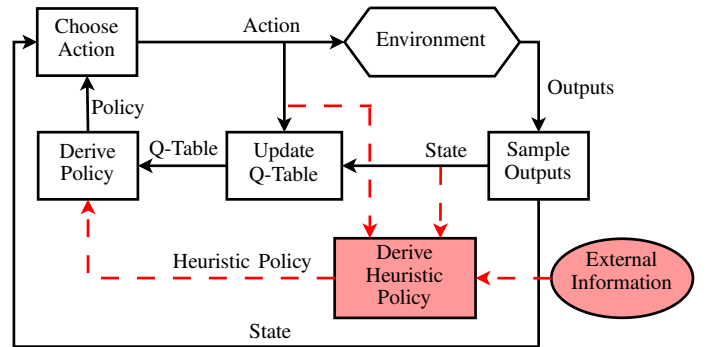 Choose
Action
Action
Environment
Outputs
Policy
Derive
Policy
Q-Table
Update
Q-Table
State
Sample
Outputs
Heuristic Policy
Derive
Heuristic
Policy
External
Information
State